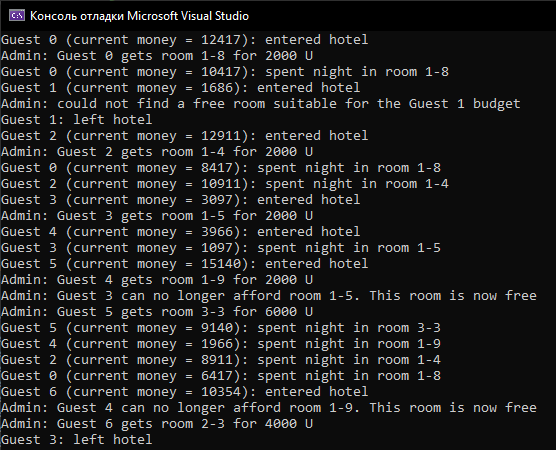 Консоль отладки Microsoft Visual Studio
Guest 0 (current money = 12417): entered hotel
Admin: Guest 0 gets room 1-8 for 2000 U
Guest 0 (current money = 10417): spent night in room 1-8
Guest 1 (current money = 1686): entered hotel
Admin: could not find a free room suitable for the Guest 1 budget
Guest 1: left hotel
Guest 2 (current money = 12911): entered hotel
Admin: Guest 2 gets room 1-4 for 2000 U
Guest 0 (current money = 8417): spent night in room 1-8
Guest 2 (current money = 10911): spent night in room 1-4
Guest 3 (current money = 3097): entered hotel
Admin: Guest 3 gets room 1-5 for 2000 U
Guest 4 (current money = 3966): entered hotel
Guest 3 (current money = 1097): spent night in room 1-5
Guest 5 (current money = 15140): entered hotel
Admin: Guest 4 gets room 1-9 for 2000 U
Admin: Guest 3 can no longer afford room 1-5. This room is now free
Admin: Guest 5 gets room 3-3 for 6000 U
Guest 5 (current money = 9140): spent night in room 3-3
Guest 4 (current money = 1966): spent night in room 1-9
Guest 2 (current money = 8911): spent night in room 1-4
Guest 0 (current money = 6417): spent night in room 1-8
Guest 6 (current money = 10354): entered hotel
Admin: Guest 4 can no longer afford room 1-9. This room is now free
Admin: Guest 6 gets room 2-3 for 4000 U
Guest 3: left hotel